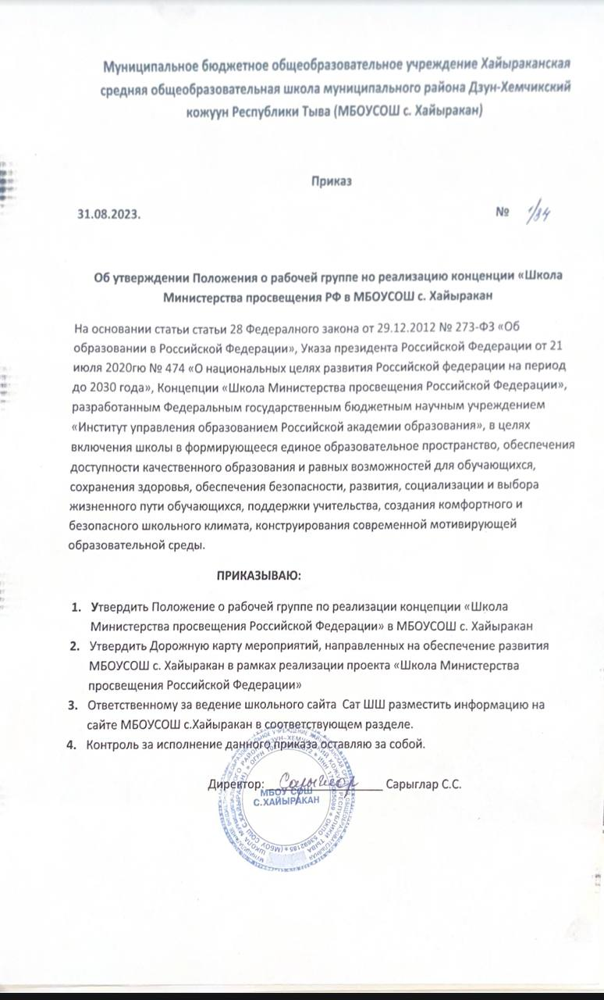 Муниципальное бюджетное общеобразовательное учреждение Хайыраканская
средняя общеобразовательная школа муниципального района Дзун-Хемчикский
кожуун Республики Тыва (МБОУСОШ с. Хайыракан)
Приказ
31.08.2023. № 1/34
Об утверждении Положения о рабочей группе но реализацию конценции «Школа
Министерства просвещения РФ в МБОУСОШ с. Хайыракан
На основании статьи статьи 28 Федералного закона от 29.12.2012 № 273-ФЗ «Об
образовании в Российской Федерации», Указа президента Российской Федерации от 21
июля 2020гю № 474 «О национальных целях развития Российской федерации на период
до 2030 года», Концепции «Школа Министерства просвещения Российской Федерации»,
разработанным Федеральным государственным бюджетным научным учреждением
«Институт управления образованием Российской академии образования», в целях
включения школы в формирующееся единое образовательное пространство, обеспечения
доступности качественного образования и равных возможностей для обучающихся,
сохранения здоровья, обеспечения безопасности, развития, социализации и выбора
жизненного пути обучающихся, поддержки учительства, создания комфортного и
безопасного школьного климата, конструирования современной мотивирующей
образовательной среды.
ПРИКАЗЫВАЮ:
1. Утвердить Положение о рабочей группе по реализации концепции «Школа
Министерства просвещения Российской Федерации» в МБОУСОШ с. Хайыракан
2. Утвердить Дорожную карту мероприятий, направленных на обеспечение развития
МБОУСОШ с. Хайыракан в рамках реализации проекта «Школа Министерства
просвещения Российской Федерации»
3. Ответственному за ведение школьного сайта Сат ШШ разместить информацию на
сайте МБОУСОШ с.Хайыракан в соответствующем разделе.
4. Контроль за исполнение данного приказа оставляю за собой.
Директор: Сарыглар Сарыглар С.С.
МБОУ СОШ
С.ХАЙЫРАКАН